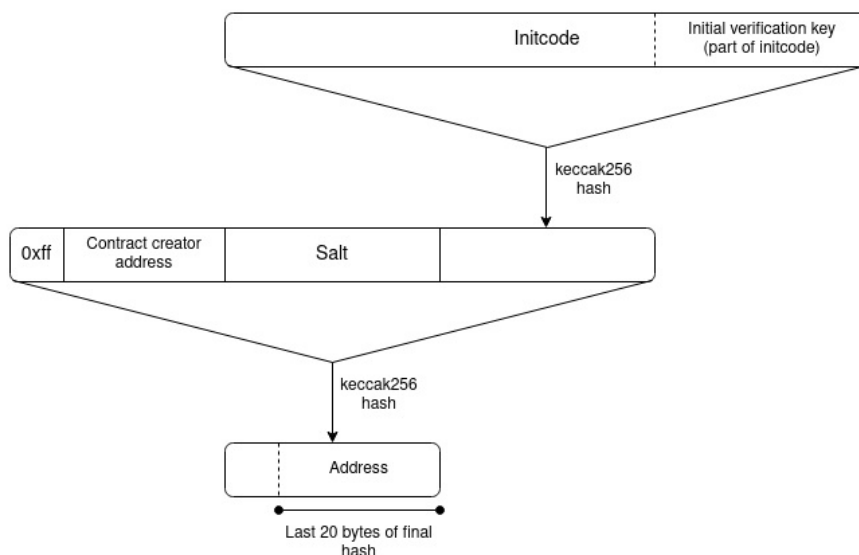 Initcode
Initial verification key
(part of initcode)
keccak256
hash
0xff
Contract creator
address
Salt
keccak256
hash
Address
Last 20 bytes of final
hash